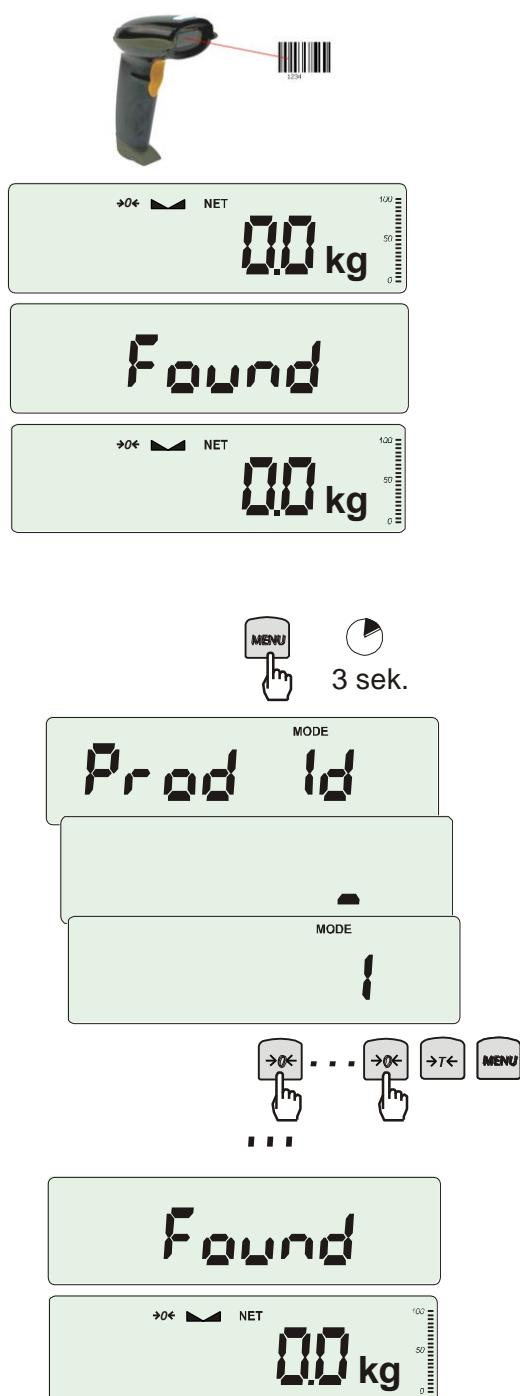 1234
→0← NET 100
50
0.0 kg
0
Found
→0← NET 100
50
0.0 kg
0
MENU
3 sek.
MODE
Prod Id
_
MODE
1
→0← ... →0← →T← MENU
...
Found
→0← NET 100
50
0.0 kg
0